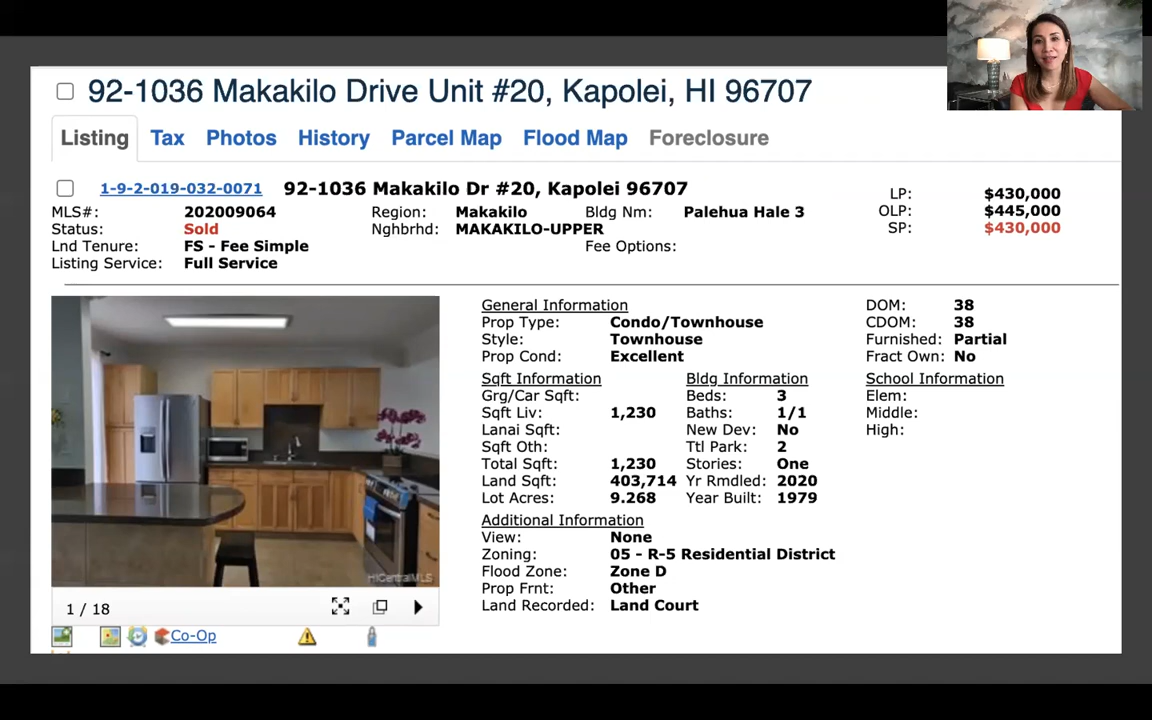 92-1036 Makakilo Drive Unit #20, Kapolei, HI 96707
Listing Tax Photos History Parcel Map Flood Map Foreclosure
1-9-2-019-032-0071 92-1036 Makakilo Dr #20, Kapolei 96707 LP: $430,000
MLS#: 202009064 Region: Makakilo Bldg Nm: Palehua Hale 3 OLP: $445,000
Status: Sold Nghbrhd: MAKAKILO-UPPER SP: $430,000
Lnd Tenure: FS - Fee Simple Fee Options:
Listing Service: Full Service
General Information DOM: 38
Prop Type: Condo/Townhouse CDOM: 38
Style: Townhouse Furnished: Partial
Prop Cond: Excellent Fract Own: No
Sqft Information Bldg Information School Information
Grg/Car Sqft: Beds: 3 Elem:
Sqft Liv: 1,230 Baths: 1/1 Middle:
Lanai Sqft: New Dev: No High:
Sqft Oth: Ttl Park: 2
Total Sqft: 1,230 Stories: One
Land Sqft: 403,714 Yr Rmdled: 2020
Lot Acres: 9.268 Year Built: 1979
Additional Information
View: None
Zoning: 05 - R-5 Residential District
Flood Zone: Zone D
HICentralMLS
Prop Frnt: Other
Land Recorded: Land Court
1 / 18
Co-Op